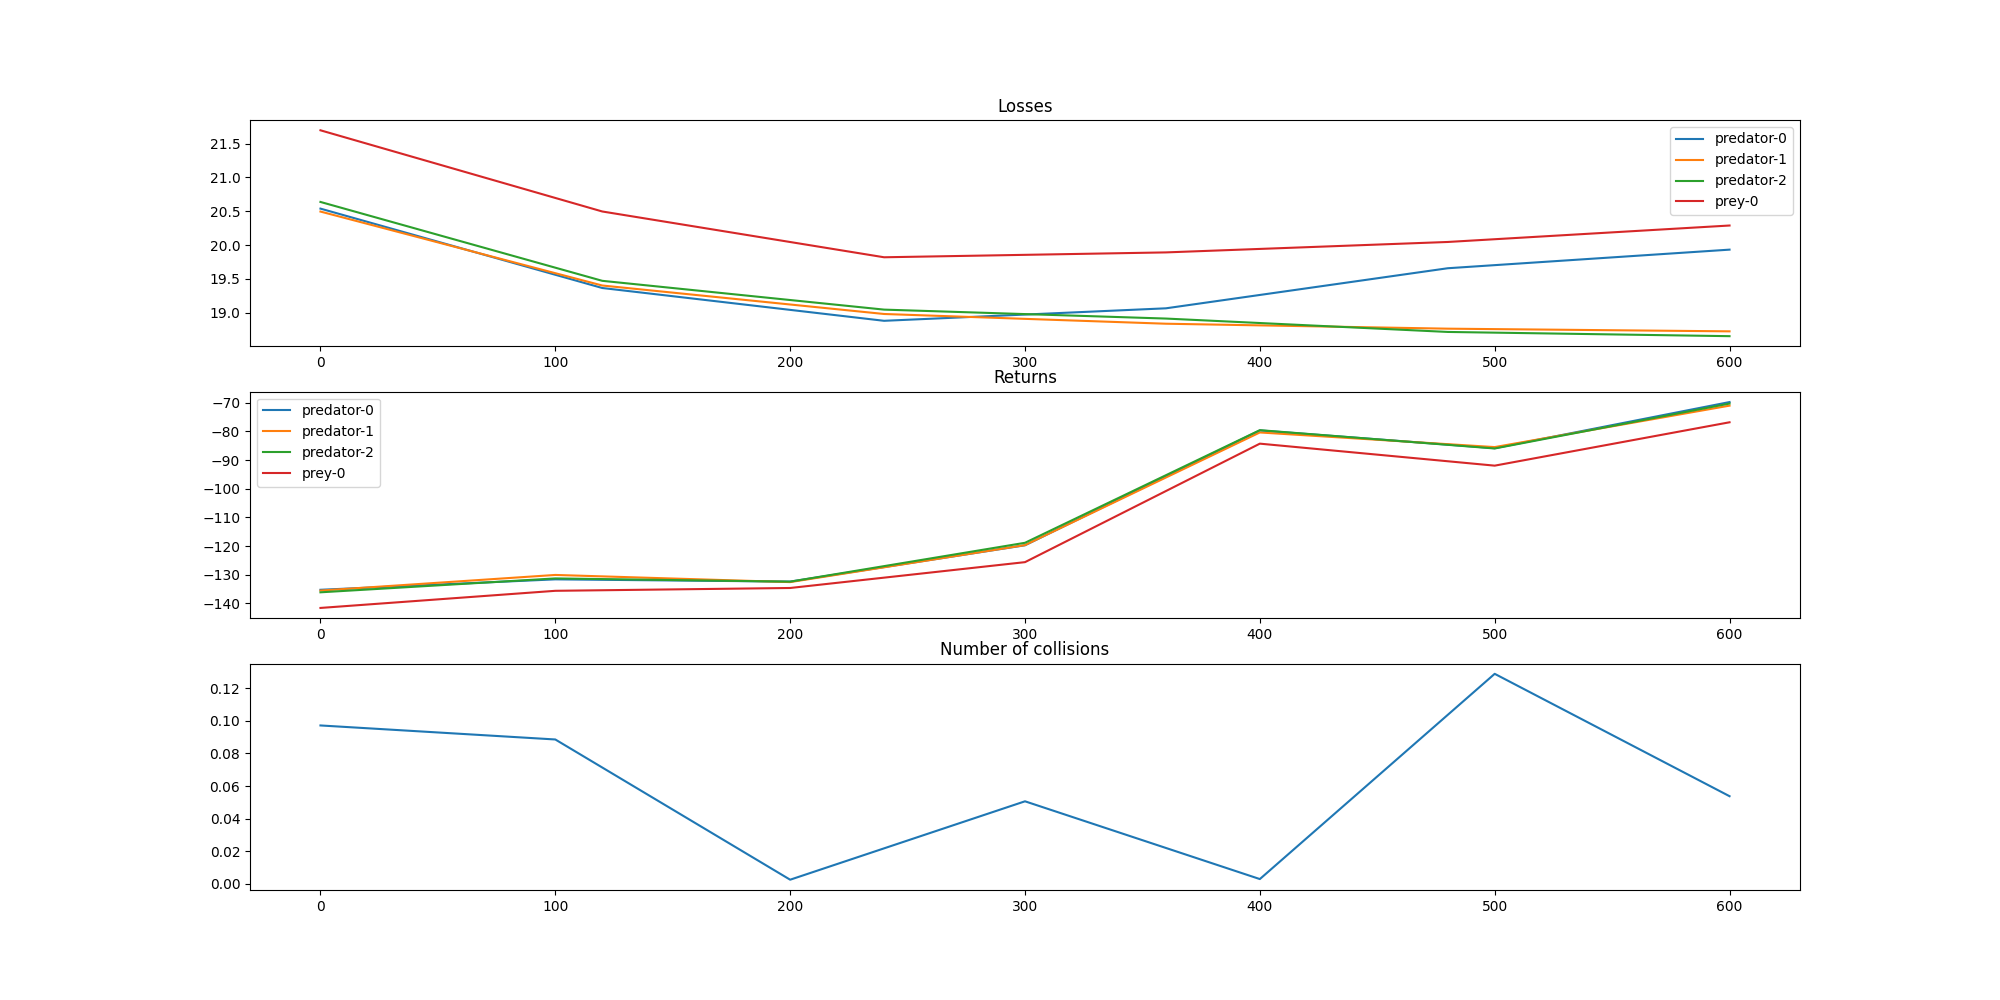 Losses
21.5
21.0
20.5
20.0
19.5
19.0
predator-0
predator-1
predator-2
prey-0
0 100 200 300 400 500 600
Returns
−70
−80
−90
−100
−110
−120
−130
−140
predator-0
predator-1
predator-2
prey-0
0 100 200 300 400 500 600
Number of collisions
0.12
0.10
0.08
0.06
0.04
0.02
0.00
0 100 200 300 400 500 600